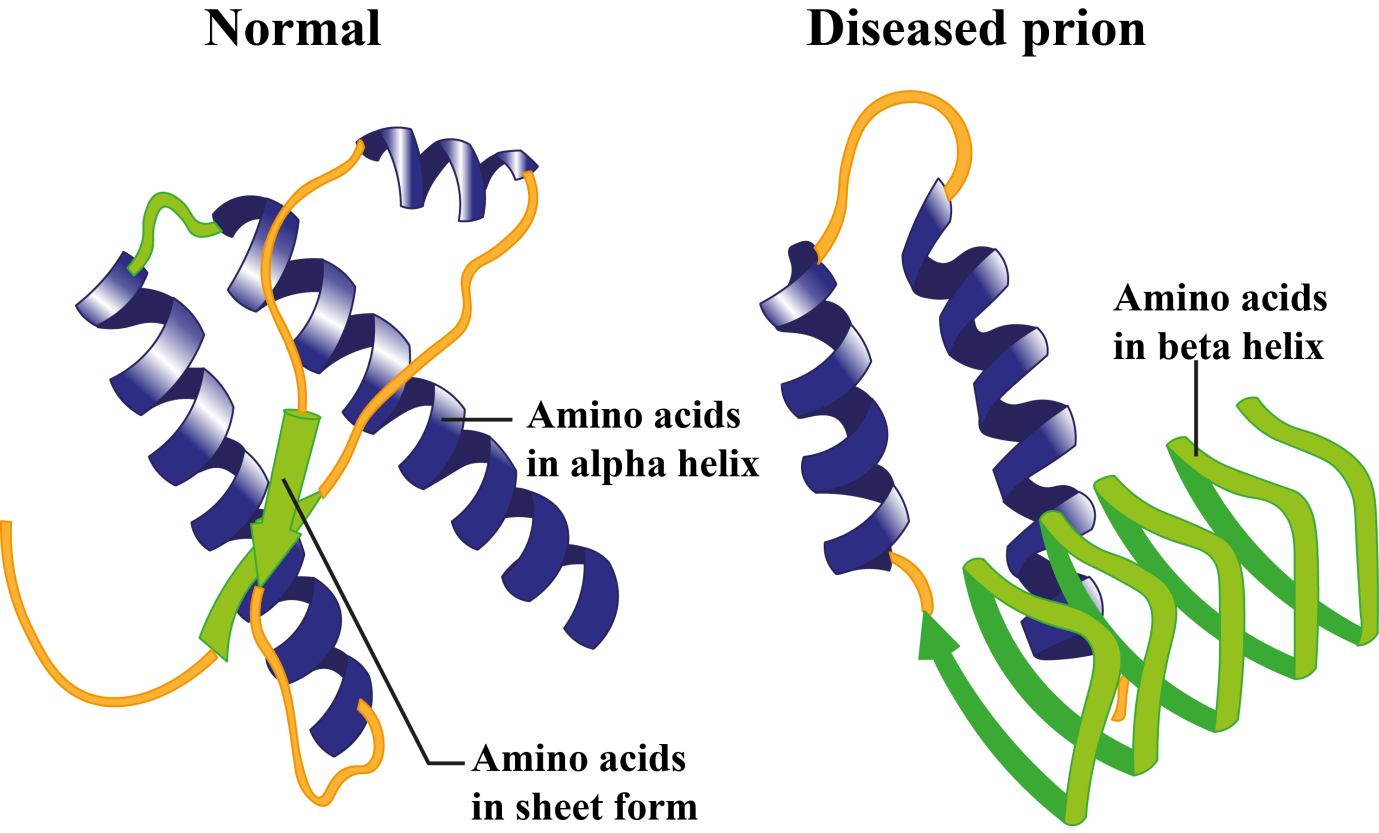 Normal
Diseased prion
Amino acids
in beta helix
Amino acids
in alpha helix
Amino acids
in sheet form